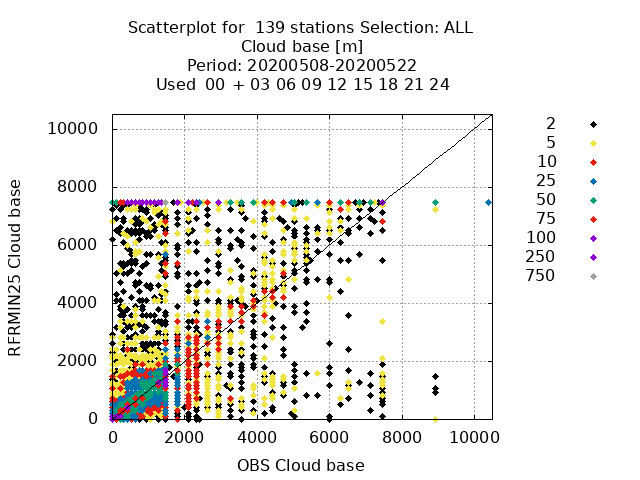 Scatterplot for  139 stations Selection: ALL
Cloud base [m]
Period: 20200508-20200522
Used  00 + 03 06 09 12 15 18 21 24
RFRMIN25 Cloud base
10000
8000
6000
4000
2000
0
0 2000 4000 6000 8000 10000
OBS Cloud base
2
5
10
25
50
75
100
250
750